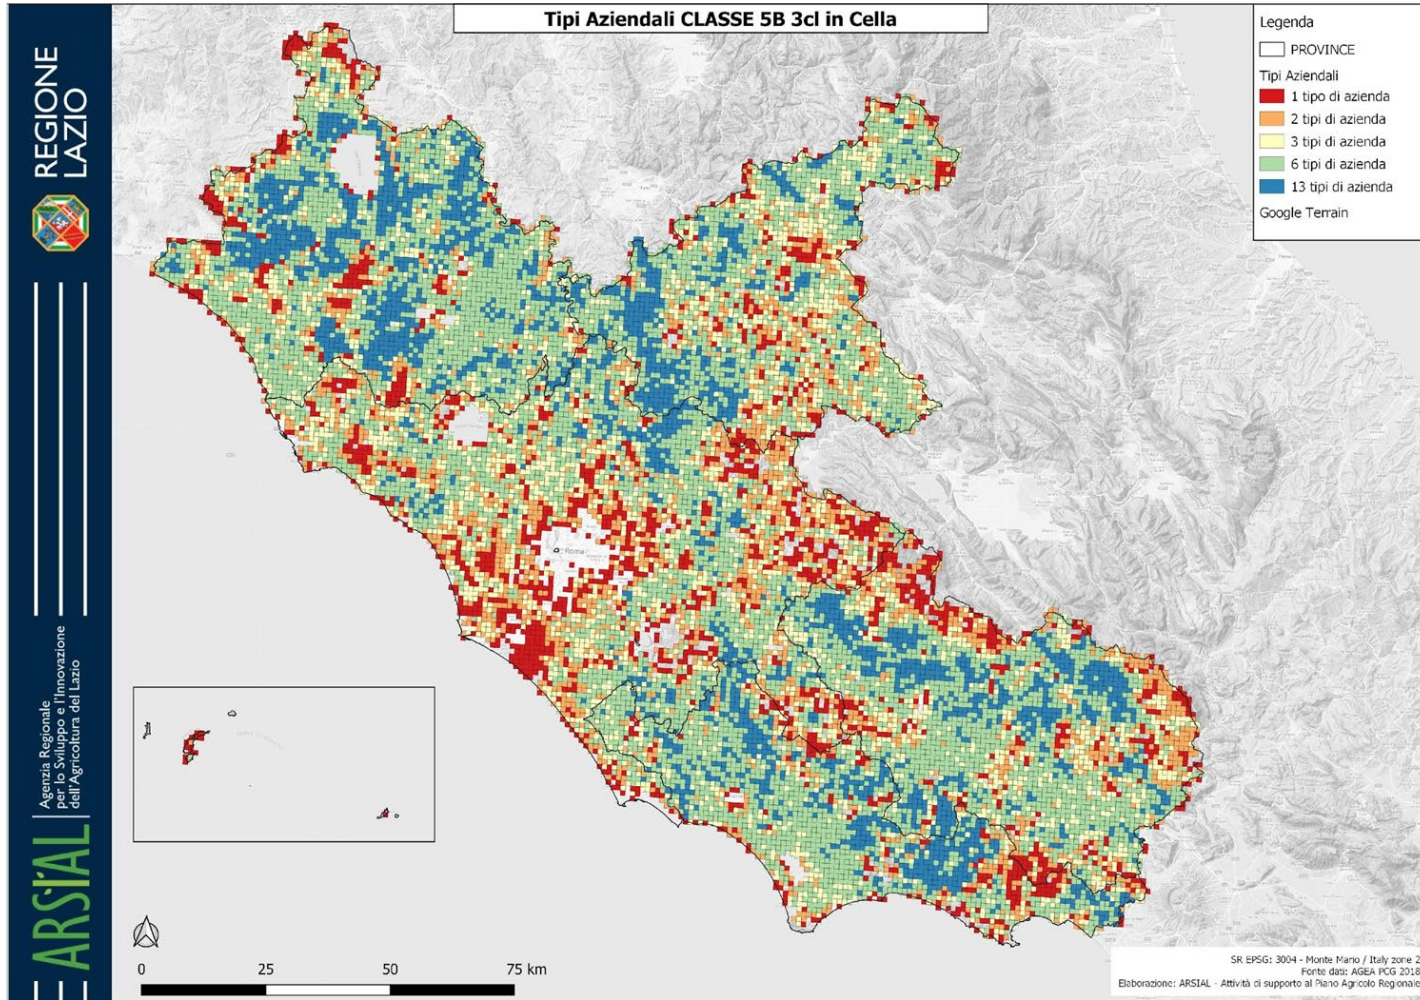 Tipi Aziendali CLASSE 5B 3cl in Cella
REGIONE
LAZIO
Agenzia Regionale
per lo Sviluppo e l'Innovazione
dell'Agricoltura del Lazio
ARSIAL
Legenda
PROVINCE
Tipi Aziendali
1 tipo di azienda
2 tipi di azienda
3 tipi di azienda
6 tipi di azienda
13 tipi di azienda
Google Terrain
Roma
0 25 50 75 km
SR EPSG: 3004 - Monte Mario / Italy zone 2
Fonte dati: AGEA PCG 2018
Elaborazione: ARSIAL - Attività di supporto al Piano Agricolo Regionale